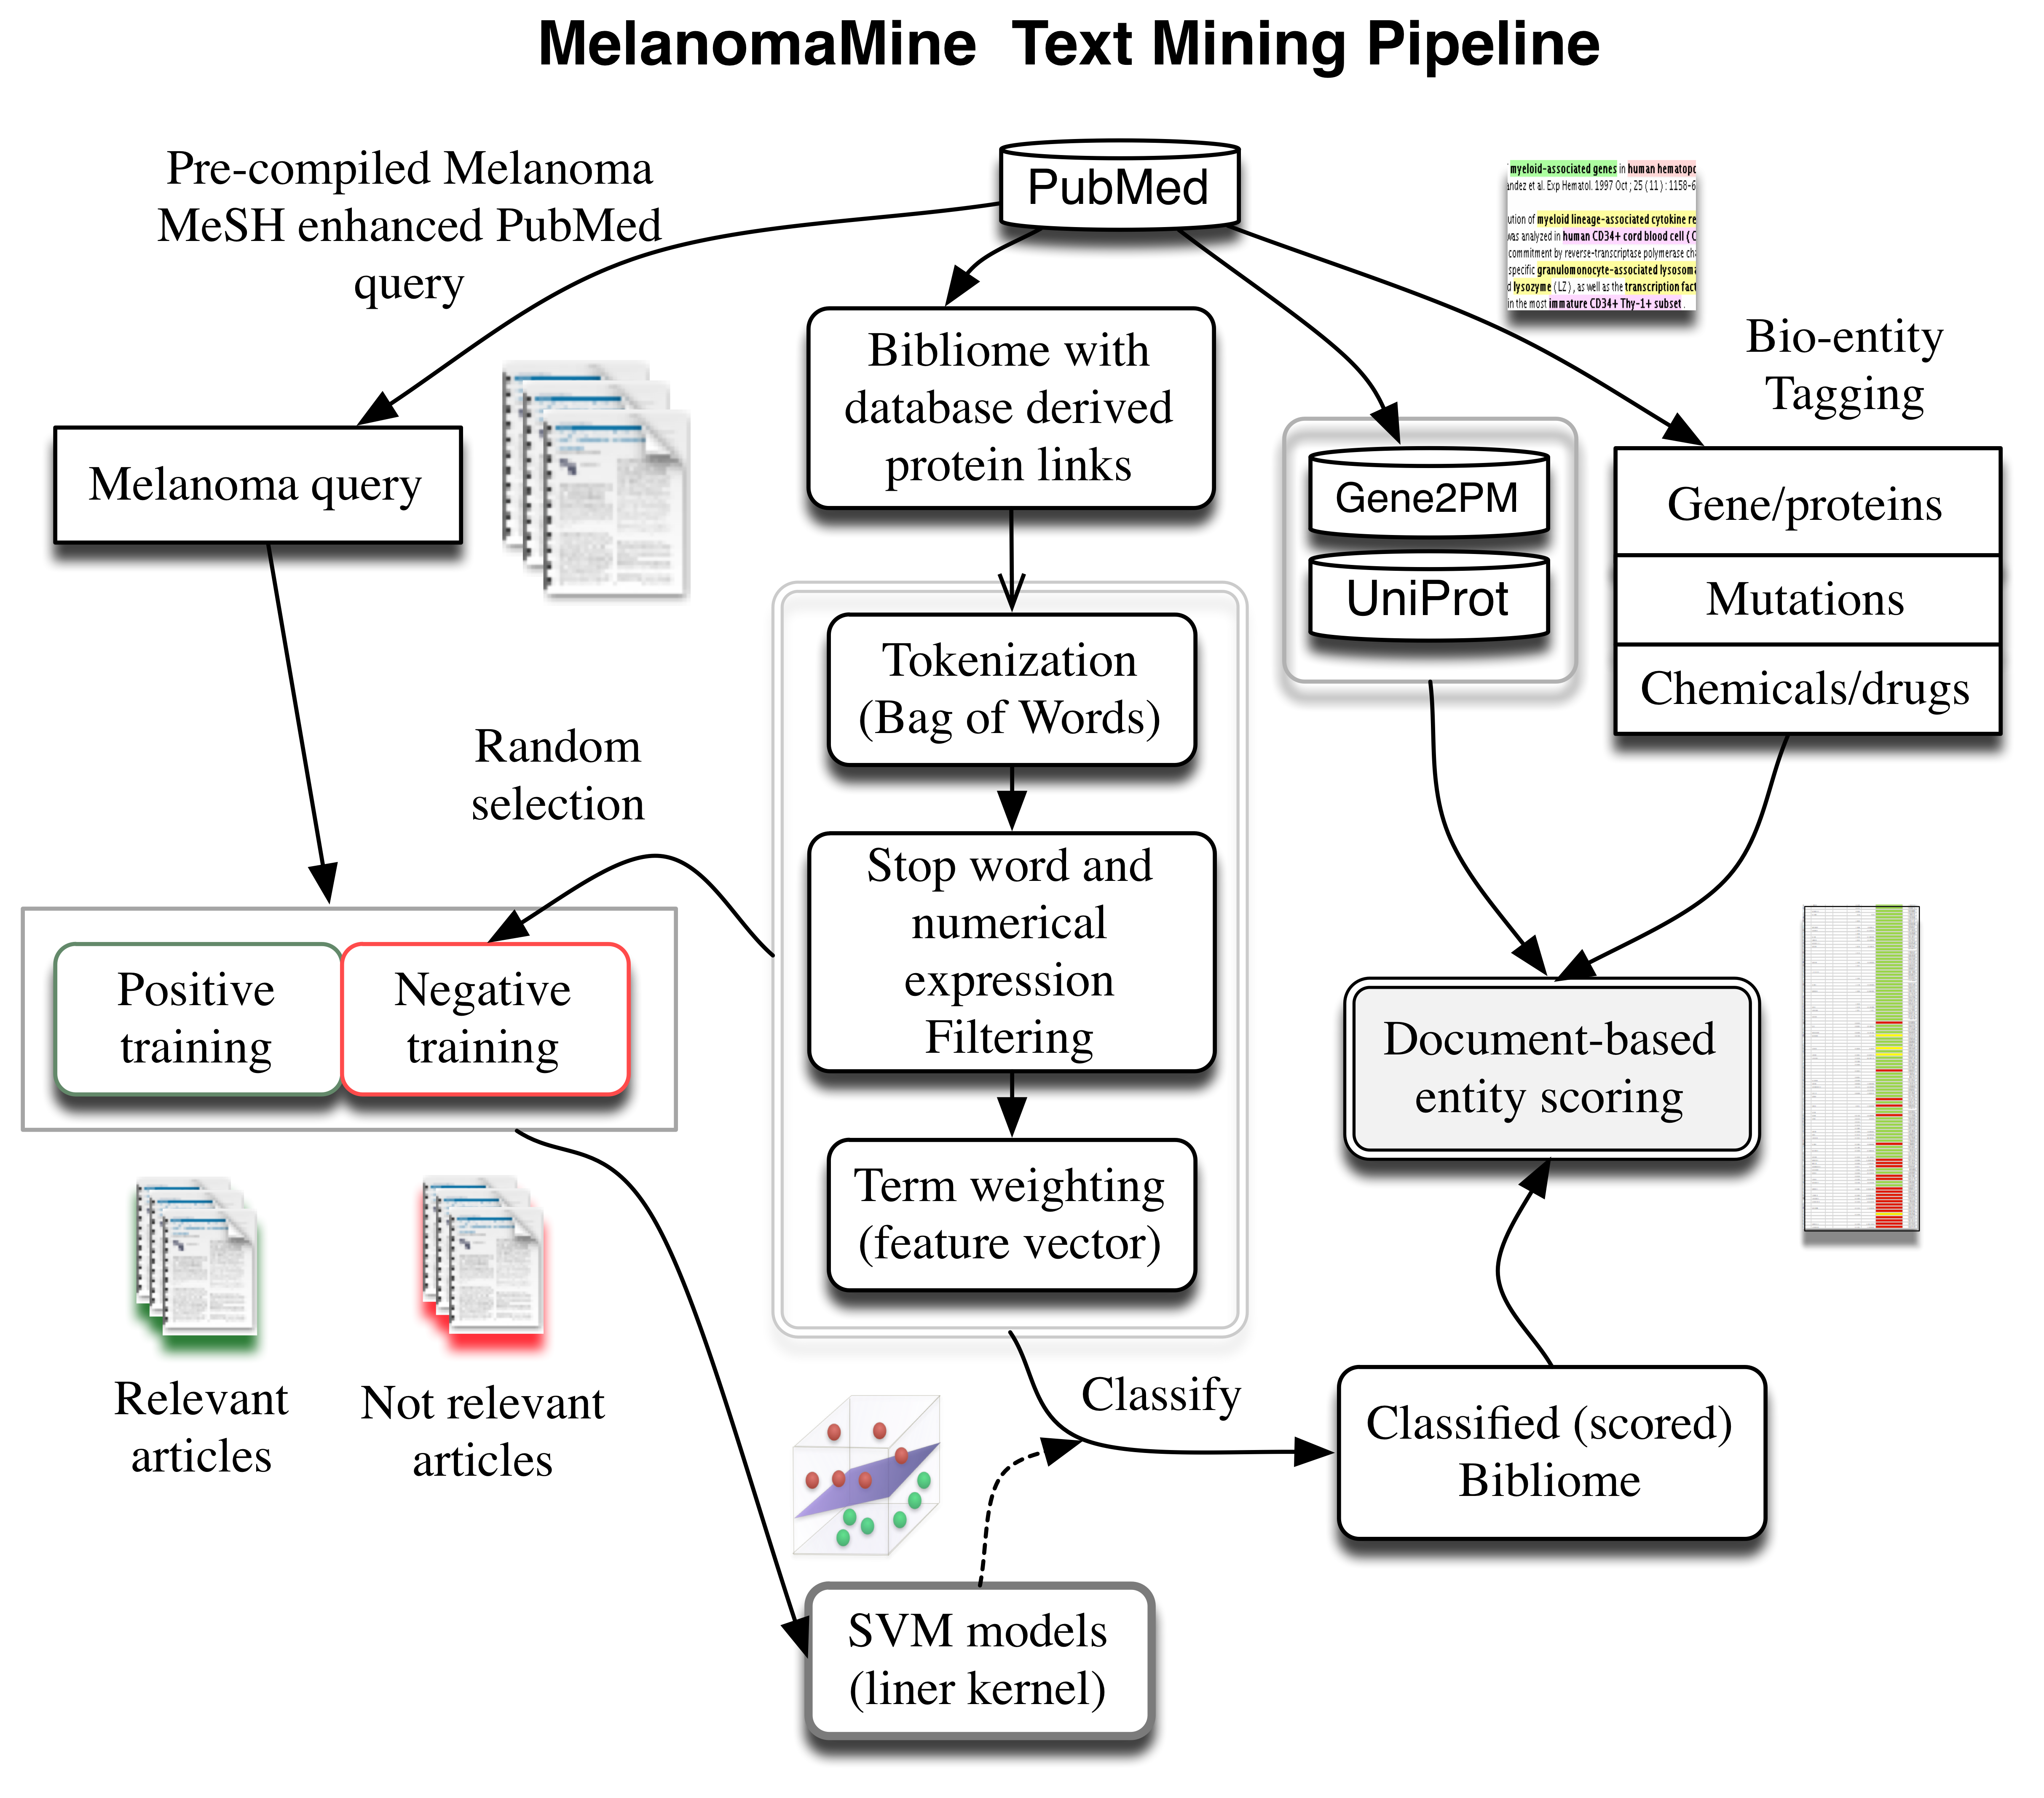 MelanomaMine Text Mining Pipeline
Pre-compiled Melanoma
MeSH enhanced PubMed
query
PubMed
myeloid-associated genes in human hematopo
ndez et al. Exp Hematol. 1997 Oct; 25 (11) : 1158-6
ution of myeloid lineage-associated cytokine re
was analyzed in human CD34+ cord blood cell (C
commitment by reverse-transcriptase polymerase cha
specific granulomonocyte-associated lysosoma
d lysozyme (LZ), as well as the transcription fact
in the most immature CD34+ Thy-1+ subset .
Bio-entity
Tagging
Melanoma query
Bibliome with
database derived
protein links
Gene2PM
UniProt
Gene/proteins
Mutations
Chemicals/drugs
Tokenization
(Bag of Words)
Random
selection
Stop word and
numerical
expression
Filtering
Positive
training
Negative
training
Term weighting
(feature vector)
Document-based
entity scoring
Relevant
articles
Not relevant
articles
Classify
Classified (scored)
Bibliome
SVM models
(liner kernel)